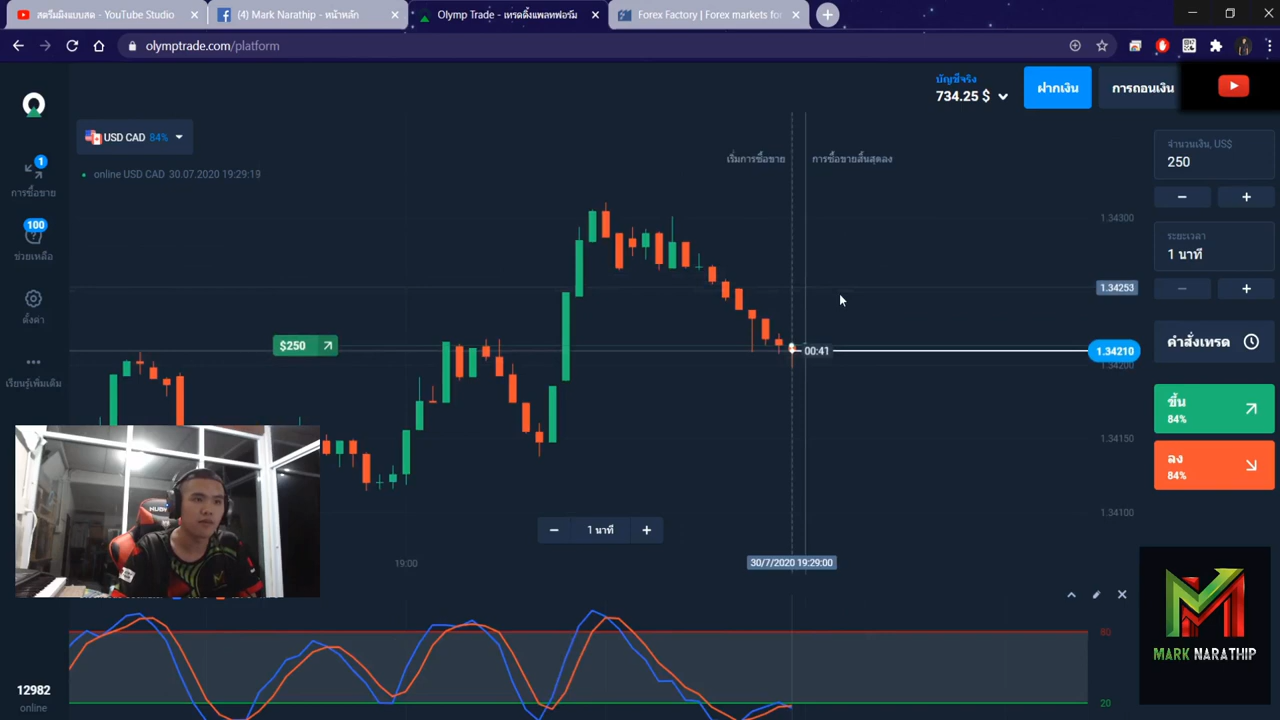 สตรีมมิงแบบสด - YouTube Studio
(4) Mark Narathip - หน้าหลัก
Olymp Trade - เทรดดิ้งแพลทฟอร์ม
Forex Factory | Forex markets for
olymptrade.com/platform
บัญชีจริง
734.25 $
ฝากเงิน
การถอนเงิน
USD CAD 84%
online USD CAD 30.07.2020 19:29:19
เริ่มการซื้อขาย
การซื้อขายสิ้นสุดลง
จำนวนเงิน, US$
250
1
การซื้อขาย
100
ช่วยเหลือ
ตั้งค่า
เรียนรู้เพิ่มเติม
ระยะเวลา
1 นาที
1.34300
1.34253
$250
00:41
1.34210
1.34200
1.34150
1.34100
คำสั่งเทรด
ขึ้น
84%
ลง
84%
1 นาที
19:00
30/7/2020 19:29:00
80
20
NUBWO
MARK NARATHIP
12982
online